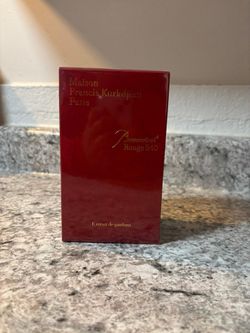 Maison
Francis Kurkdjian
Paris
Baccarat
Rouge 540
Extrait de parfum